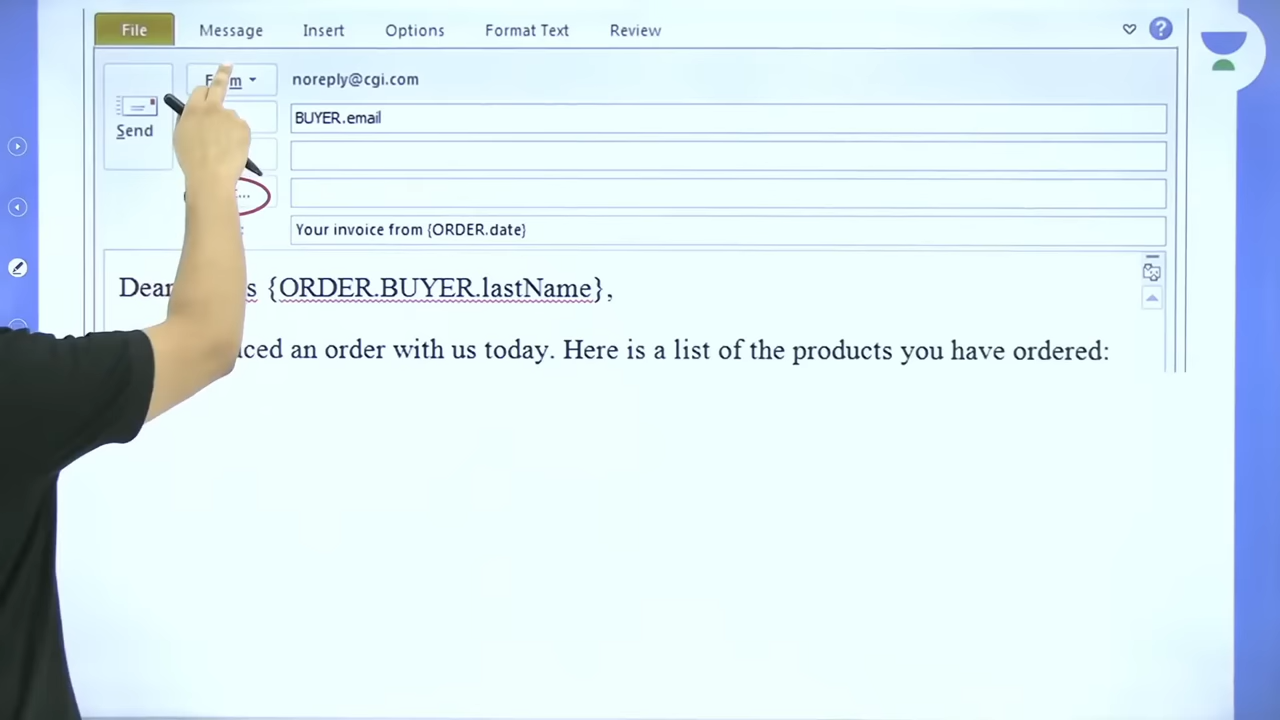 File Message Insert Options Format Text Review ?
noreply@cgi.com
Send
BUYER.email
Your invoice from {ORDER.date}
{ORDER.BUYER.lastName},
an order with us today. Here is a list of the products you have ordered: